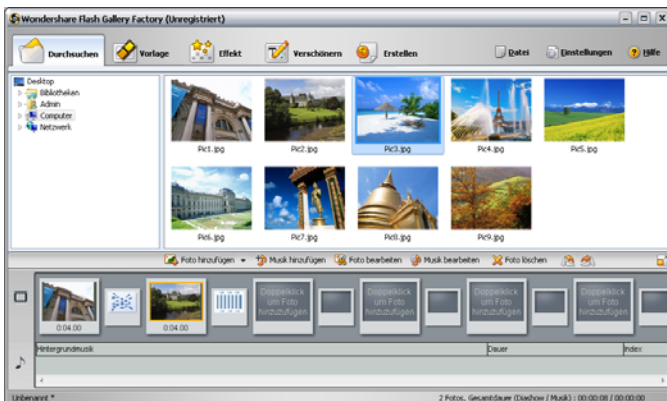 Wondershare Flash Gallery Factory (Unregistriert)
Durchsuchen Vorlage Effekt Verschönern Erstellen Datei Einstellungen Hilfe
Desktop
Bibliotheken
Admin
Computer
Netzwerk
Pic1.jpg Pic2.jpg Pic3.jpg Pic4.jpg Pic5.jpg
Pic6.jpg Pic7.jpg Pic8.jpg Pic9.jpg
Foto hinzufügen Musik hinzufügen Foto bearbeiten Musik bearbeiten Foto löschen
Doppelklick um Foto hinzuzufügen
Doppelklick um Foto hinzuzufügen
Doppelklick um Foto hinzuzufügen
Doppelklick um Foto hinzuzufügen
0:04.00 0:04.00
Hintergrundmusik Dauer Index
Unbenannt * 2 Fotos, Gesamtdauer (Diashow / Musik) : 00:00:08 / 00:00:00